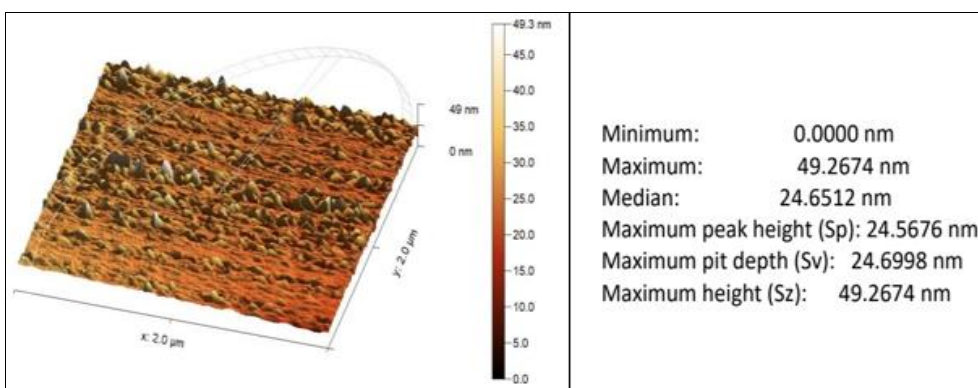 49.3 nm
45.0
40.0
35.0
30.0
25.0
20.0
15.0
10.0
5.0
0.0
49 nm
0 nm
x: 2.0 µm
y: 2.0 µm
Minimum: 0.0000 nm
Maximum: 49.2674 nm
Median: 24.6512 nm
Maximum peak height (Sp): 24.5676 nm
Maximum pit depth (Sv): 24.6998 nm
Maximum height (Sz): 49.2674 nm